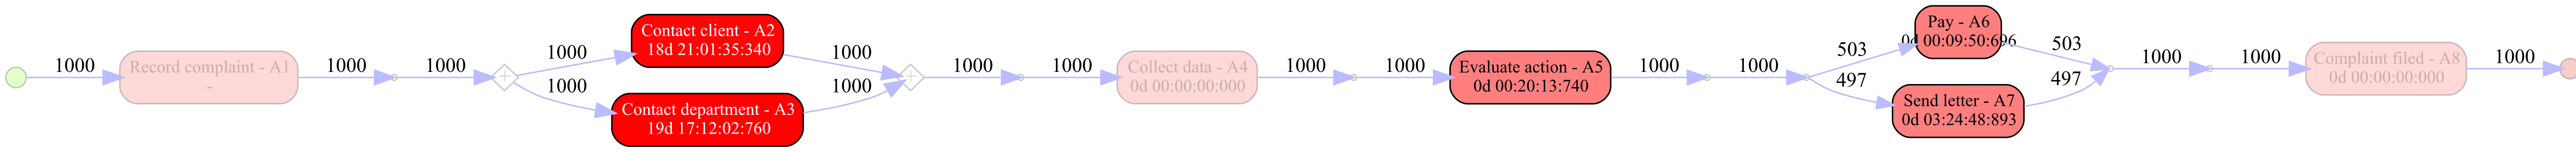 1000
Record complaint - A1
-
1000
1000
+
1000
1000
Contact client - A2
18d 21:01:35:340
Contact department - A3
19d 17:12:02:760
1000
1000
+
1000
1000
Collect data - A4
0d 00:00:00:000
1000
1000
Evaluate action - A5
0d 00:20:13:740
1000
1000
503
497
Pay - A6
0d 00:09:50:696
Send letter - A7
0d 03:24:48:893
503
497
1000
1000
Complaint filed - A8
0d 00:00:00:000
1000